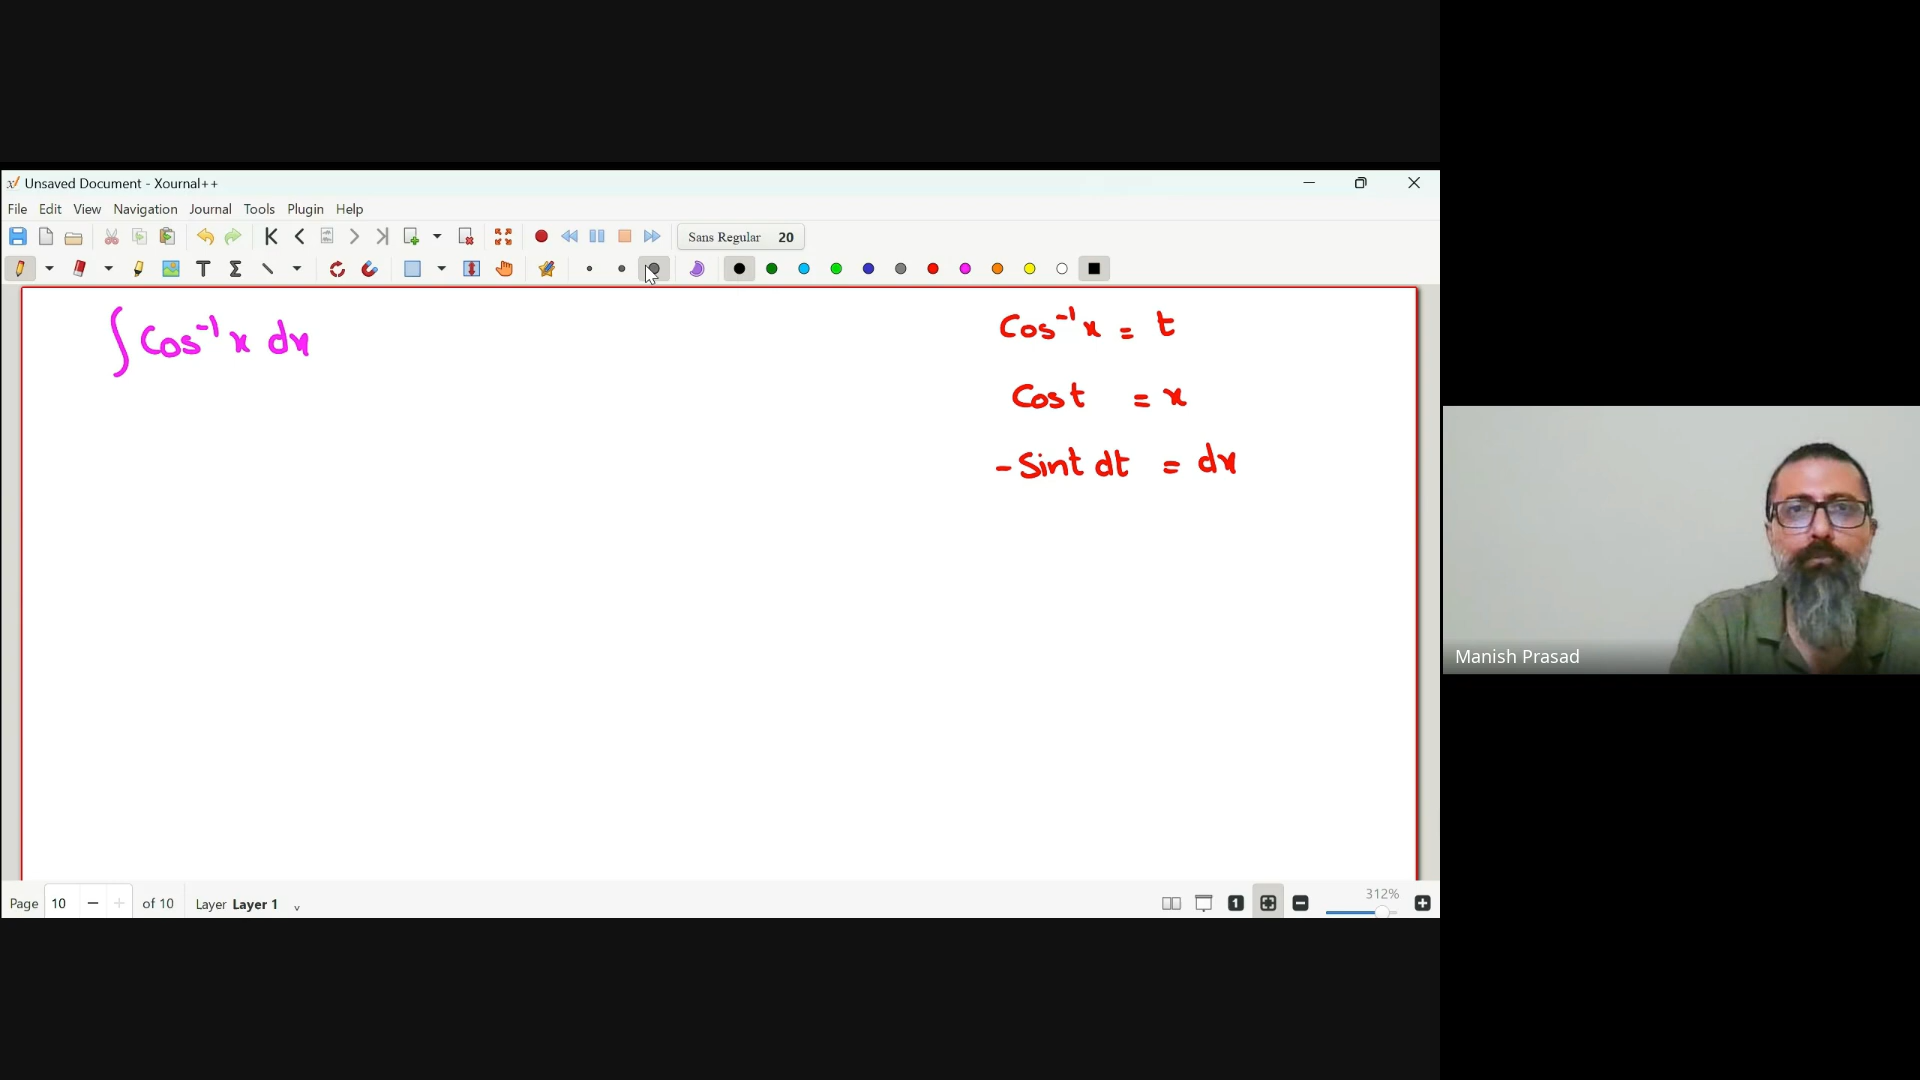 Unsaved Document - Xournal++
File Edit View Navigation Journal Tools Plugin Help
Sans Regular 20
∫ Cos⁻¹x dx
Cos⁻¹x = t
Cos t = x
- Sint dt = dx
Manish Prasad
Page 10 of 10 Layer Layer 1
312%